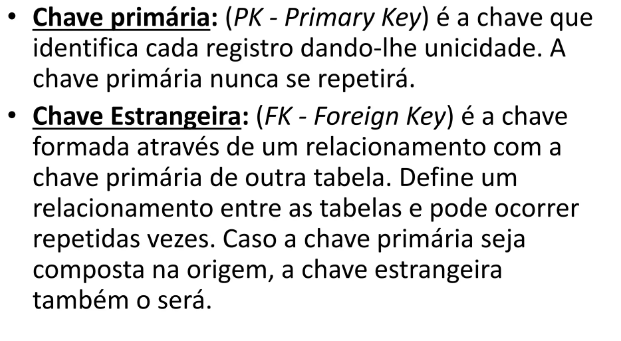 • Chave primária: (PK - Primary Key) é a chave que
identifica cada registro dando-lhe unicidade. A
chave primária nunca se repetirá.
• Chave Estrangeira: (FK - Foreign Key) é a chave
formada através de um relacionamento com a
chave primária de outra tabela. Define um
relacionamento entre as tabelas e pode ocorrer
repetidas vezes. Caso a chave primária seja
composta na origem, a chave estrangeira
também o será.